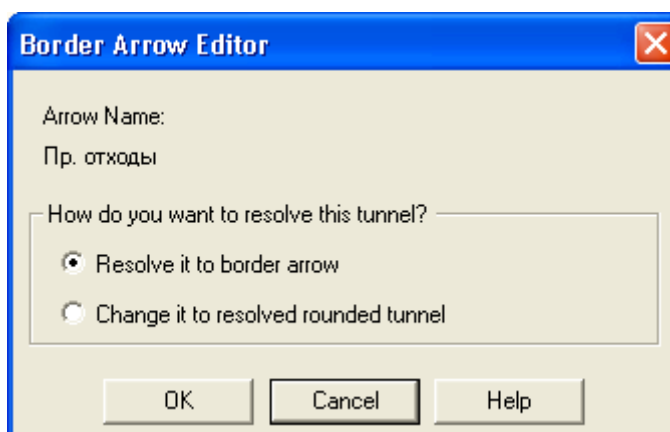 Border Arrow Editor
Arrow Name:
Пр. отходы
How do you want to resolve this tunnel?
Resolve it to border arrow
Change it to resolved rounded tunnel
OK Cancel Help